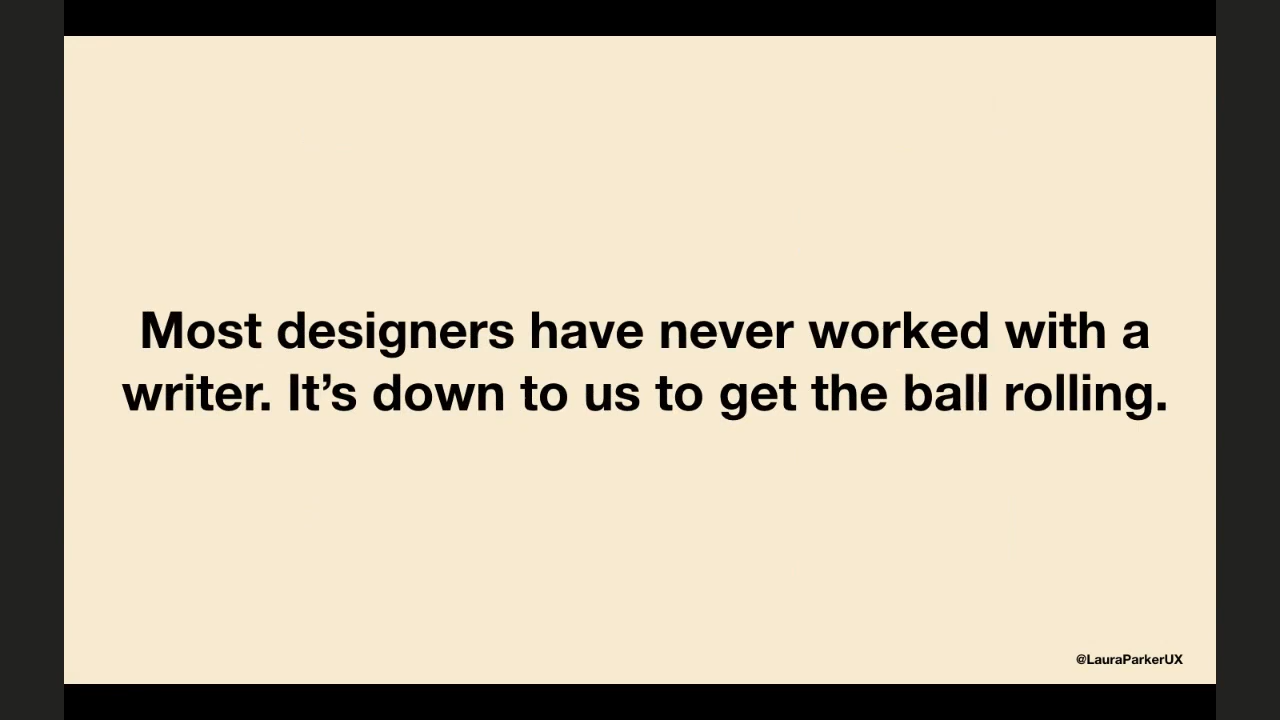 Most designers have never worked with a
writer. It’s down to us to get the ball rolling.
@LauraParkerUX